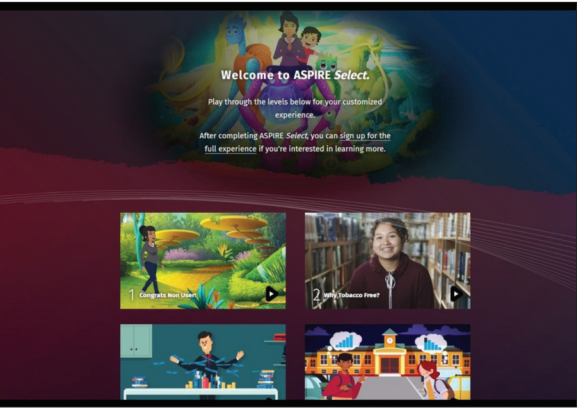 Welcome to ASPIRE Select.
Play through the levels below for your customized
experience.
After completing ASPIRE Select, you can sign up for the
full experience if you're interested in learning more.
1 Congrats Non User!
2 Why Tobacco Free?